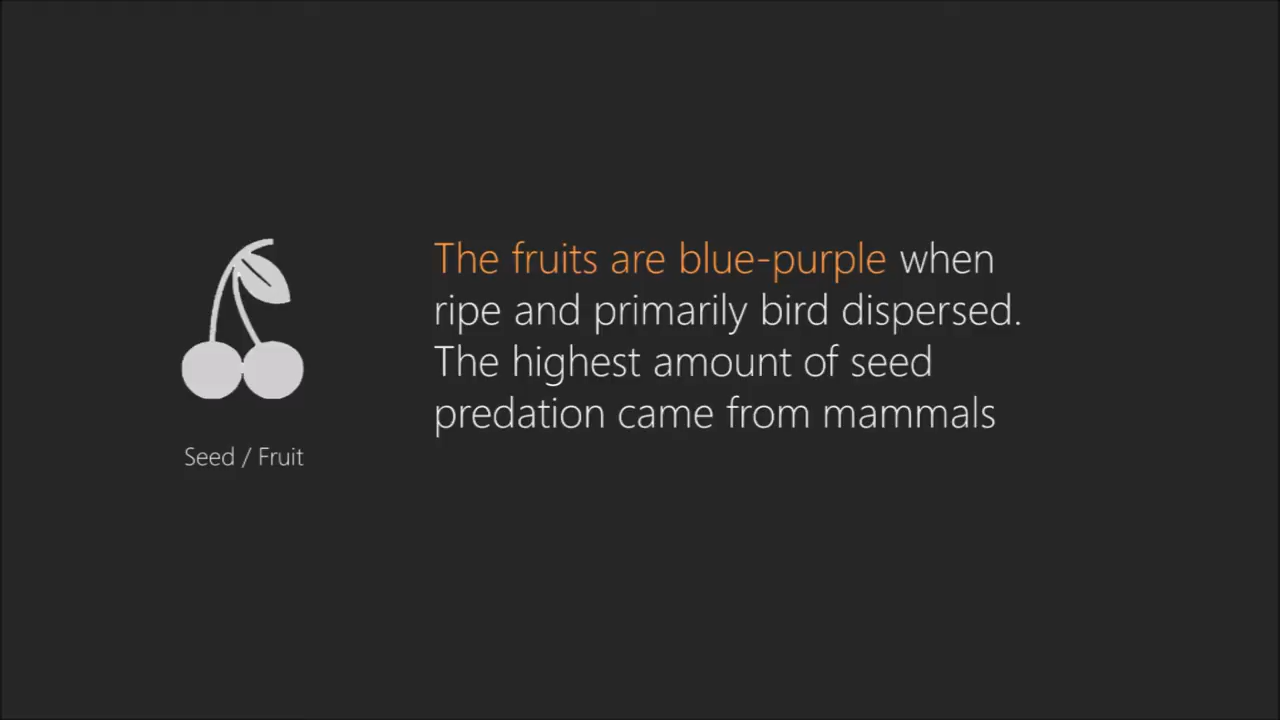 The fruits are blue-purple when
ripe and primarily bird dispersed.
The highest amount of seed
predation came from mammals
Seed / Fruit